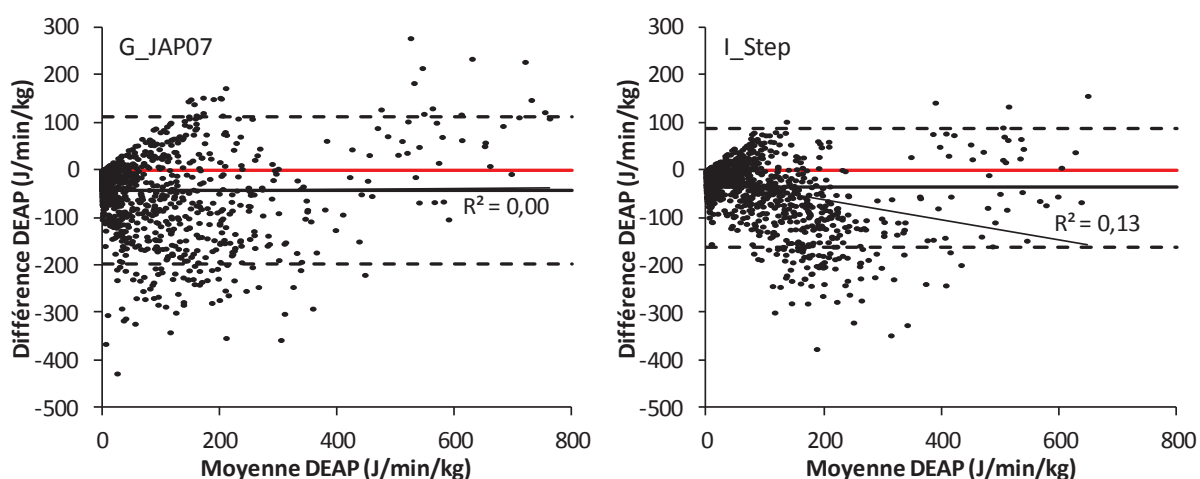 G_JAP07
300
200
100
0
-100
-200
-300
-400
-500
Différence DEAP (J/min/kg)
R² = 0,00
0 200 400 600 800
Moyenne DEAP (J/min/kg)
I_Step
300
200
100
0
-100
-200
-300
-400
-500
Différence DEAP (J/min/kg)
R² = 0,13
0 200 400 600 800
Moyenne DEAP (J/min/kg)